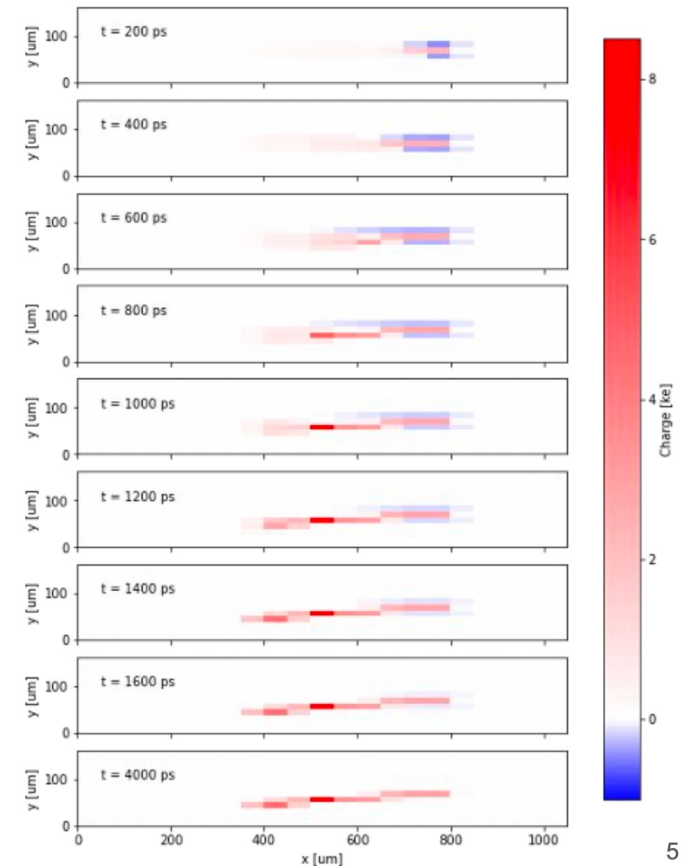 y [um]
100
0
t = 200 ps
y [um]
100
0
t = 400 ps
y [um]
100
0
t = 600 ps
y [um]
100
0
t = 800 ps
y [um]
100
0
t = 1000 ps
y [um]
100
0
t = 1200 ps
y [um]
100
0
t = 1400 ps
y [um]
100
0
t = 1600 ps
y [um]
100
0
t = 4000 ps
0 200 400 600 800 1000
x [um]
8
6
4
2
0
Charge [ke]
5